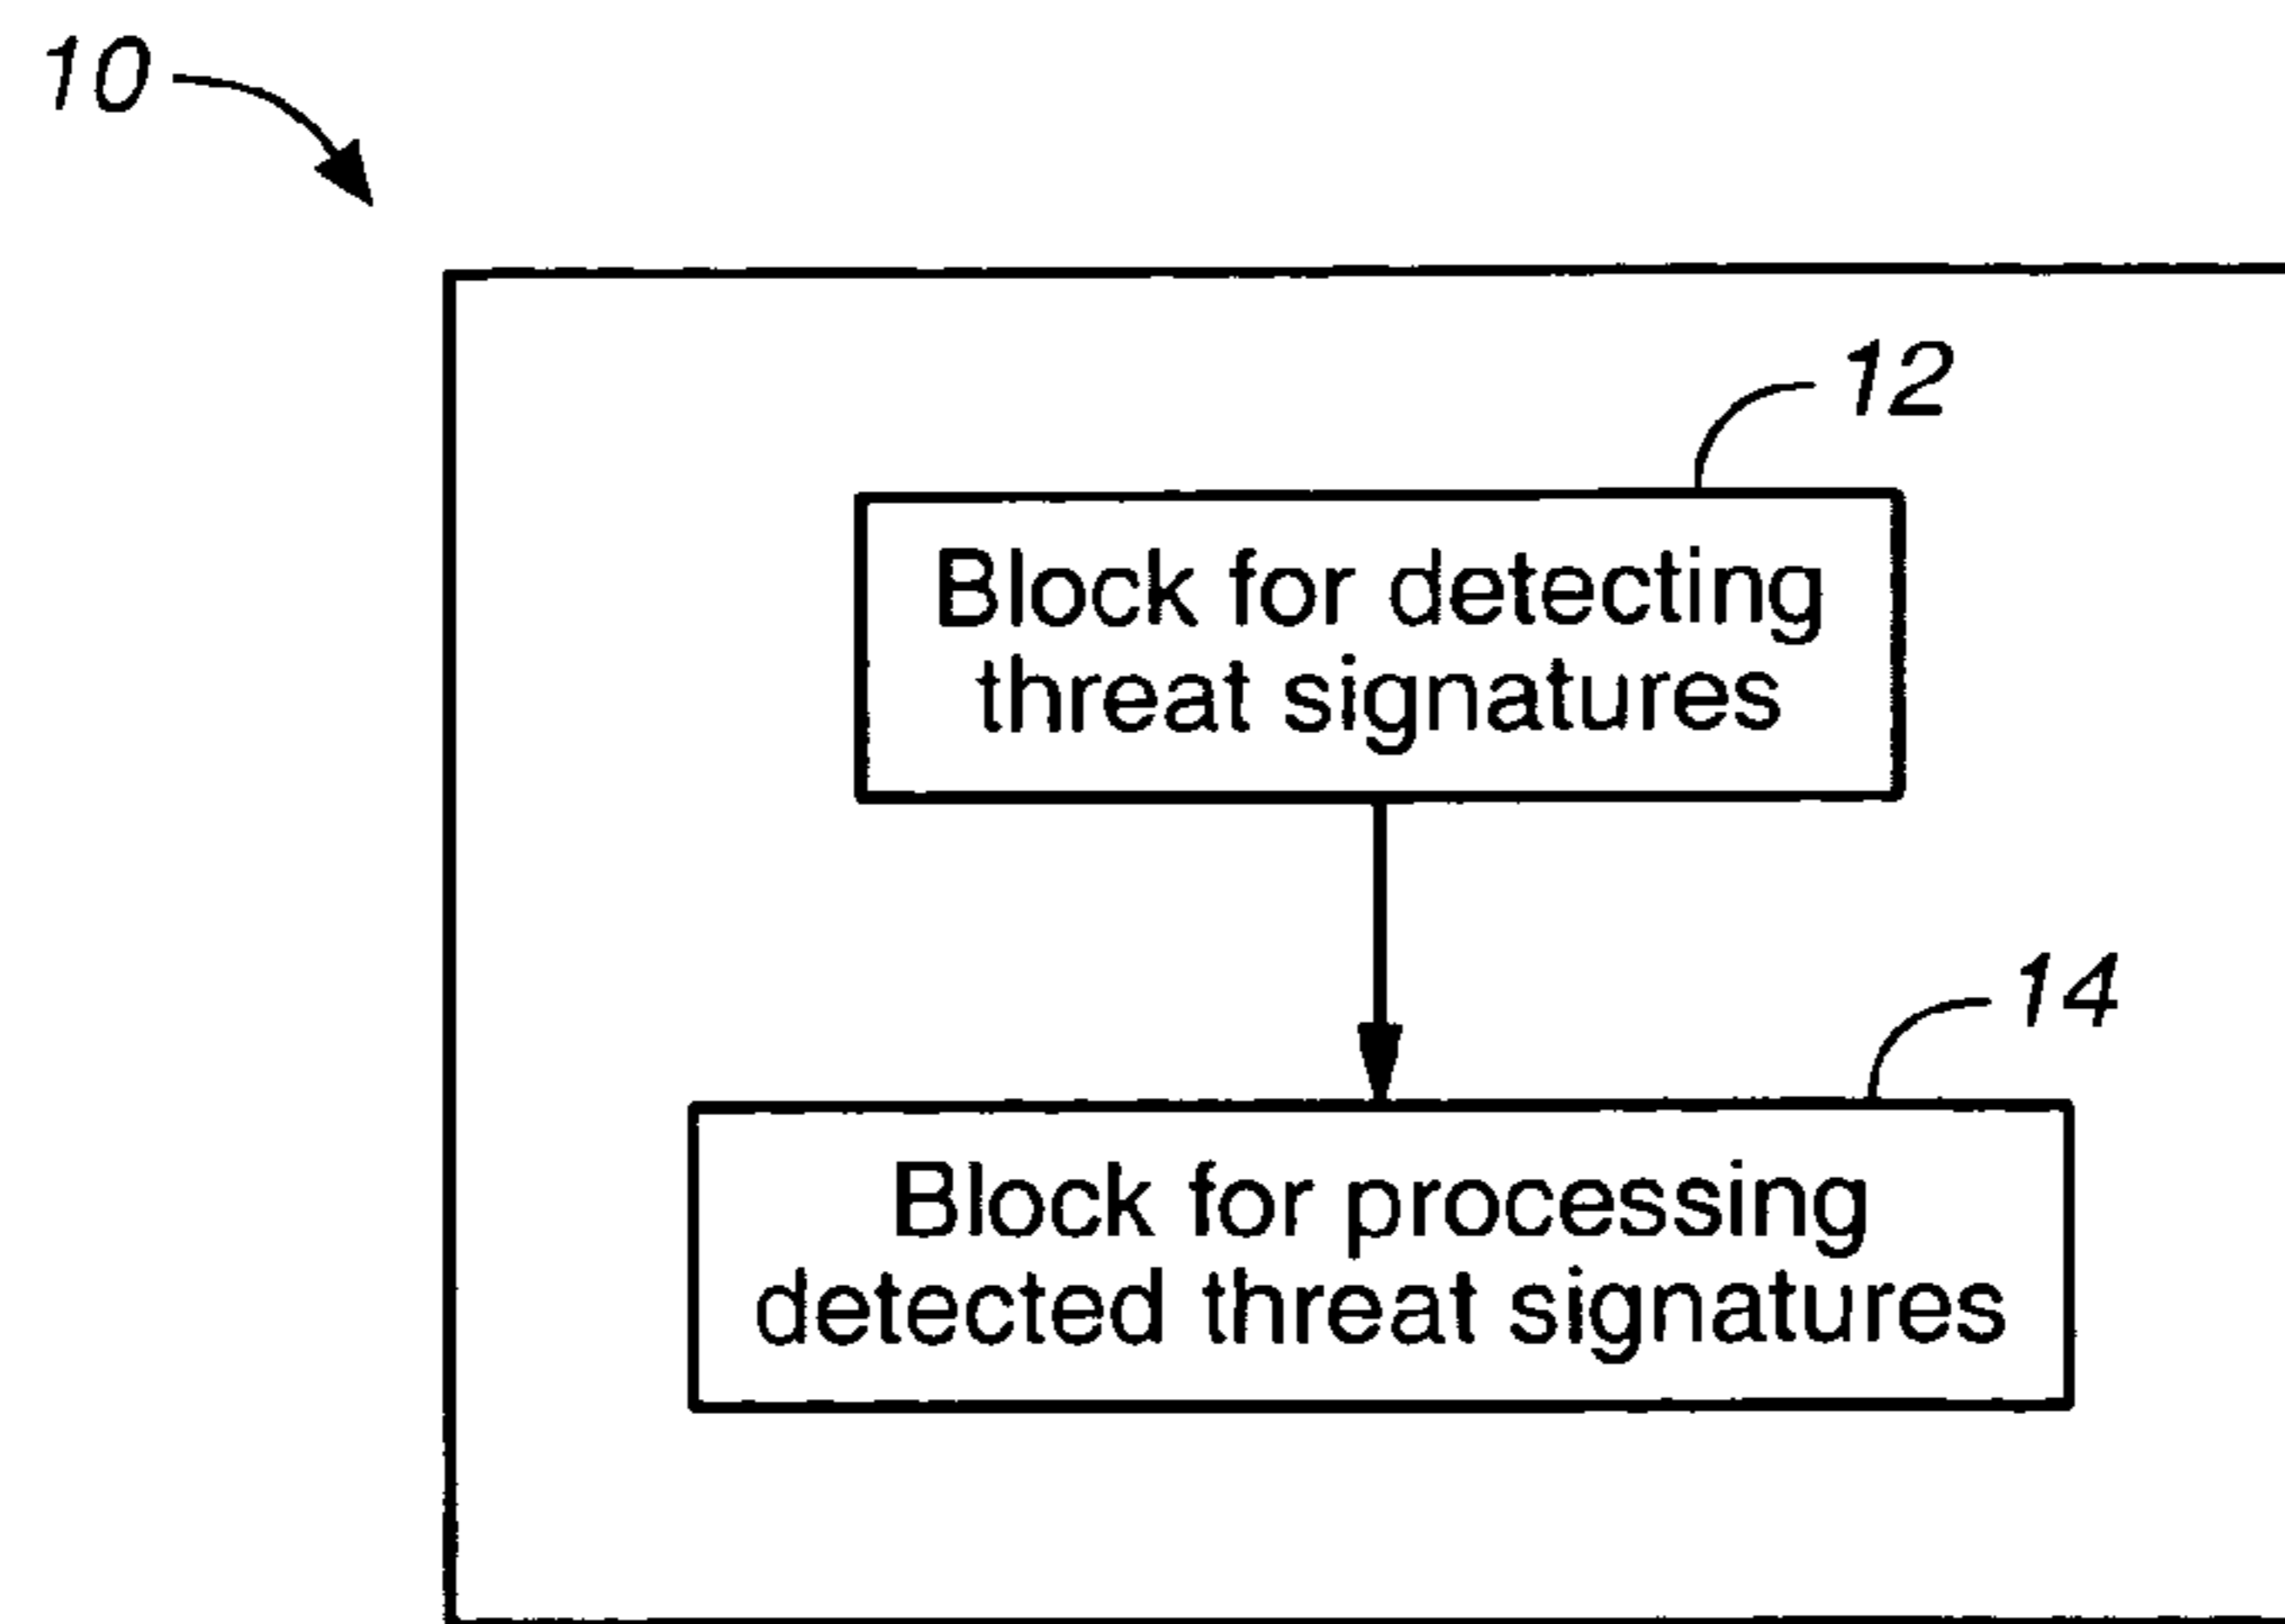 10
12
Block for detecting
threat signatures
14
Block for processing
detected threat signatures